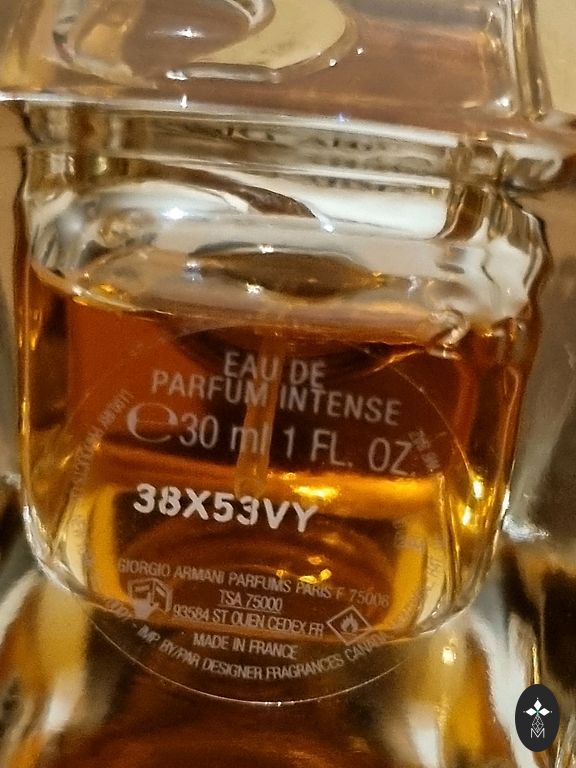 EAU DE
PARFUM INTENSE
℮30 ml 1 FL. OZ.
38X53VY
GIORGIO ARMANI PARFUMS PARIS F 75008
TSA 75000
93584 ST OUEN CEDEX FR
MADE IN FRANCE
IMP BY/PAR DESIGNER FRAGRANCES CANADA